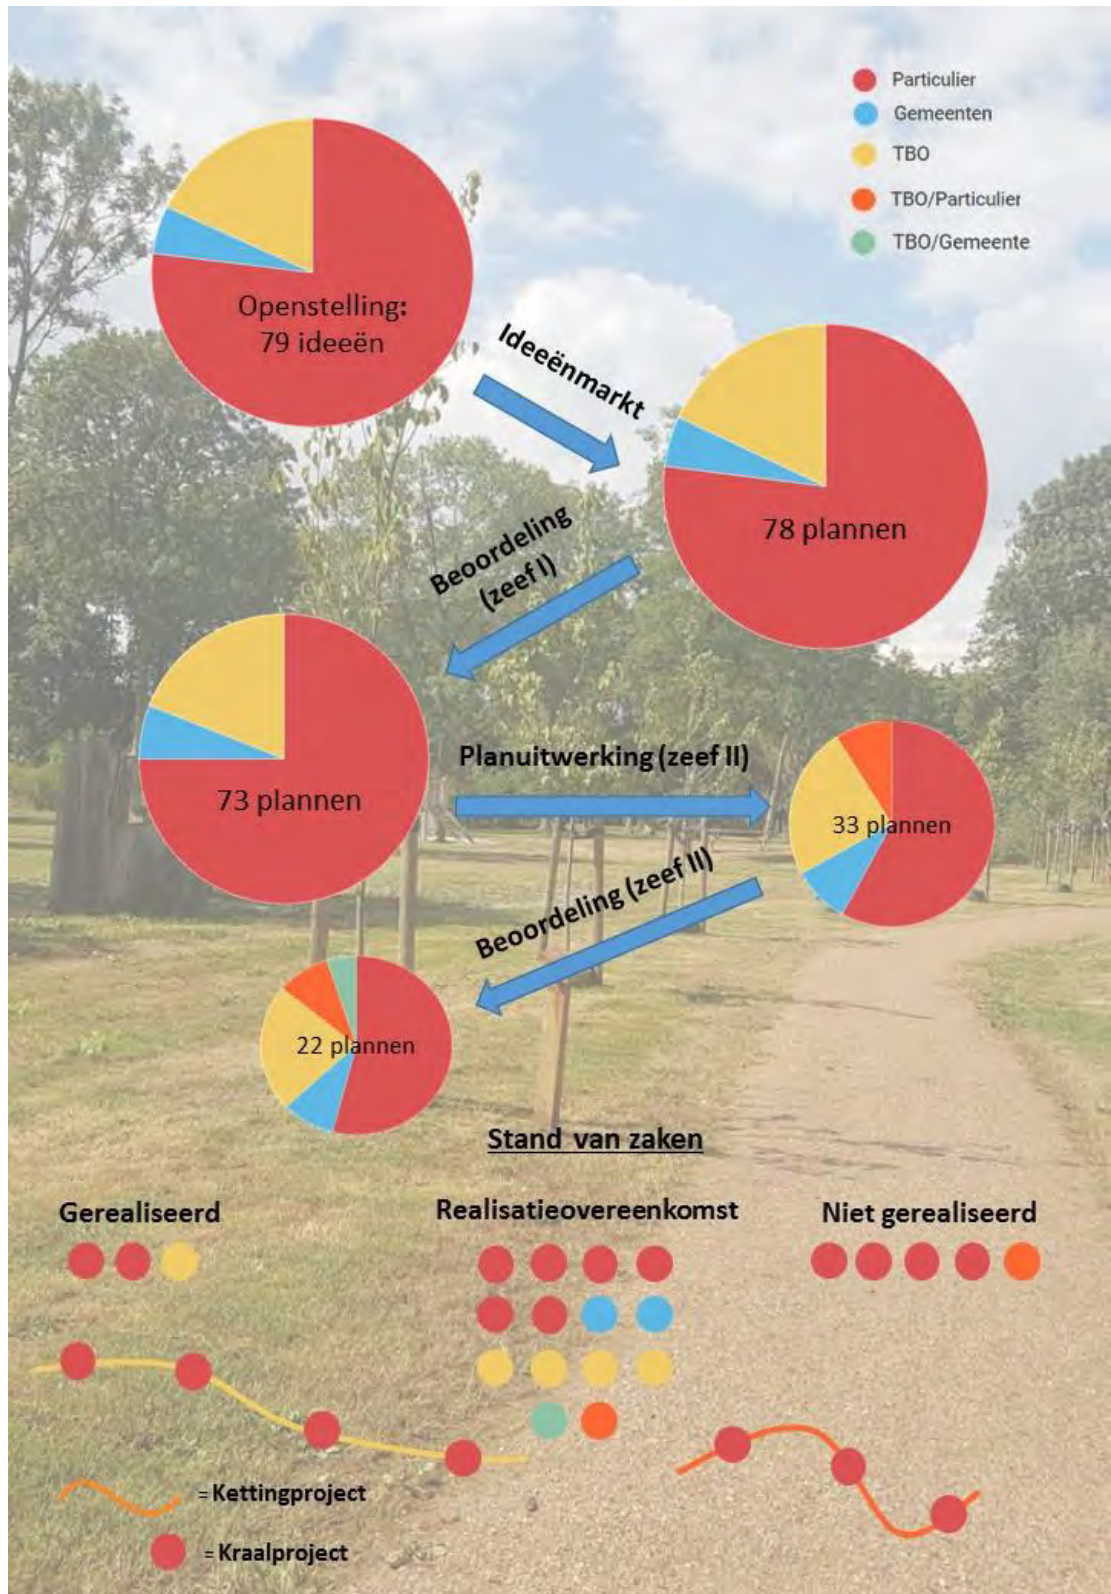 Particulier
Gemeenten
TBO
TBO/Particulier
TBO/Gemeente
Openstelling:
79 ideeën
Ideeënmarkt
78 plannen
Beoordeling
(zeef I)
73 plannen
Planuitwerking (zeef II)
33 plannen
Beoordeling (zeef II)
22 plannen
Stand van zaken
Gerealiseerd
Realisatieovereenkomst
Niet gerealiseerd
= Kettingproject
= Kraalproject